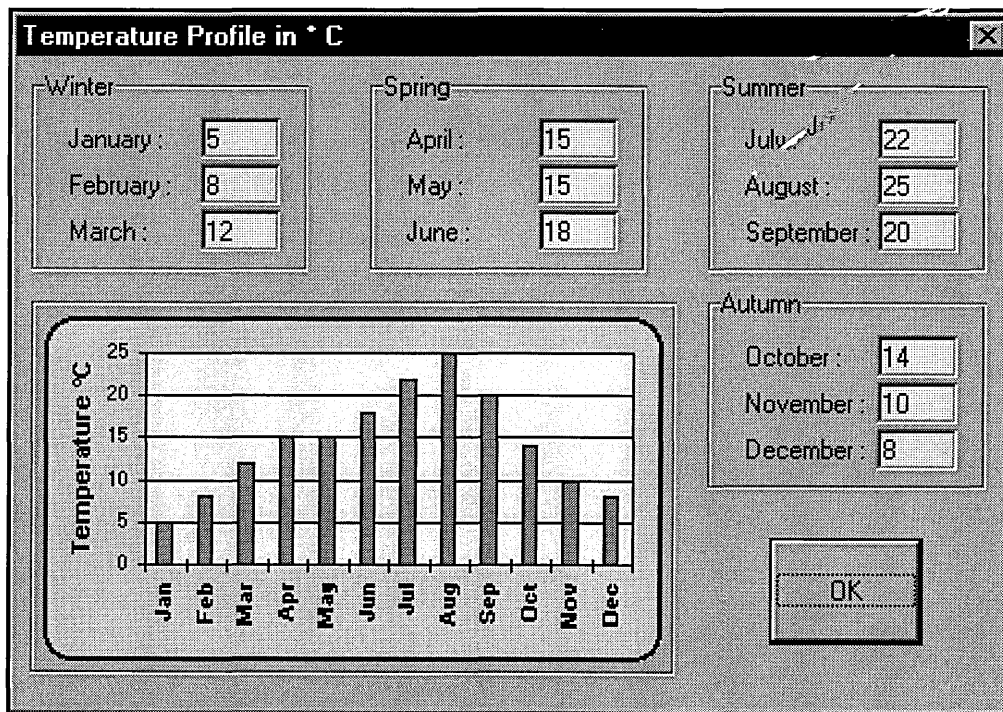 Temperature Profile in ° C
Winter
January : 5
February : 8
March : 12
Spring
April : 15
May : 15
June : 18
Summer
July 22
August : 25
September : 20
Autumn
October : 14
November : 10
December : 8
Temperature °C
25
20
15
10
5
0
Jan Feb Mar Apr May Jun Jul Aug Sep Oct Nov Dec
OK